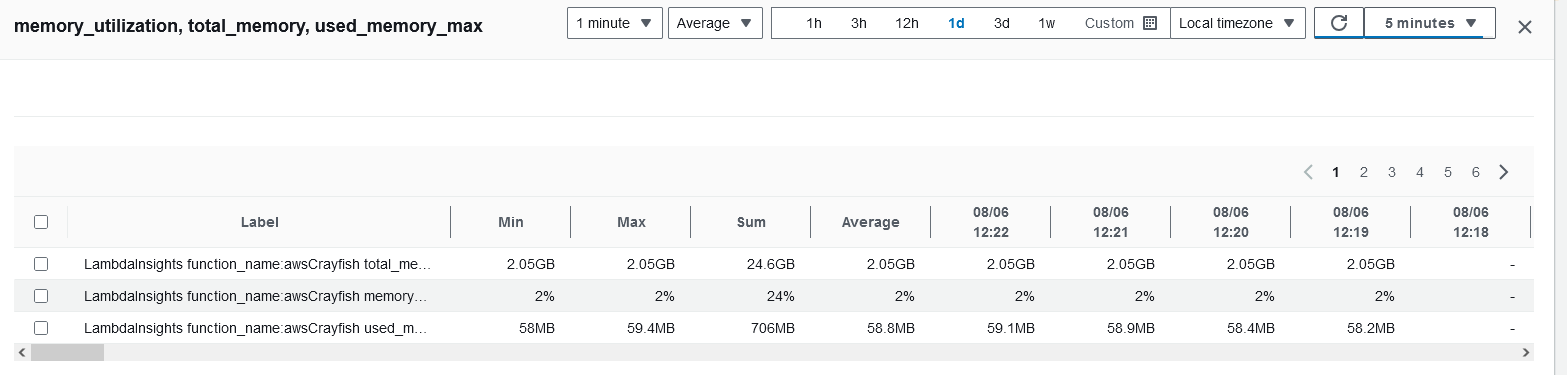 memory_utilization, total_memory, used_memory_max
1 minute Average 1h 3h 12h 1d 3d 1w Custom Local timezone 5 minutes
1 2 3 4 5 6
Label Min Max Sum Average 08/06 12:22 08/06 12:21 08/06 12:20 08/06 12:19 08/06 12:18
LambdaInsights function_name:awsCrayfish total_me... 2.05GB 2.05GB 24.6GB 2.05GB 2.05GB 2.05GB 2.05GB 2.05GB -
LambdaInsights function_name:awsCrayfish memory... 2% 2% 24% 2% 2% 2% 2% 2% -
LambdaInsights function_name:awsCrayfish used_m... 58MB 59.4MB 706MB 58.8MB 59.1MB 58.9MB 58.4MB 58.2MB -